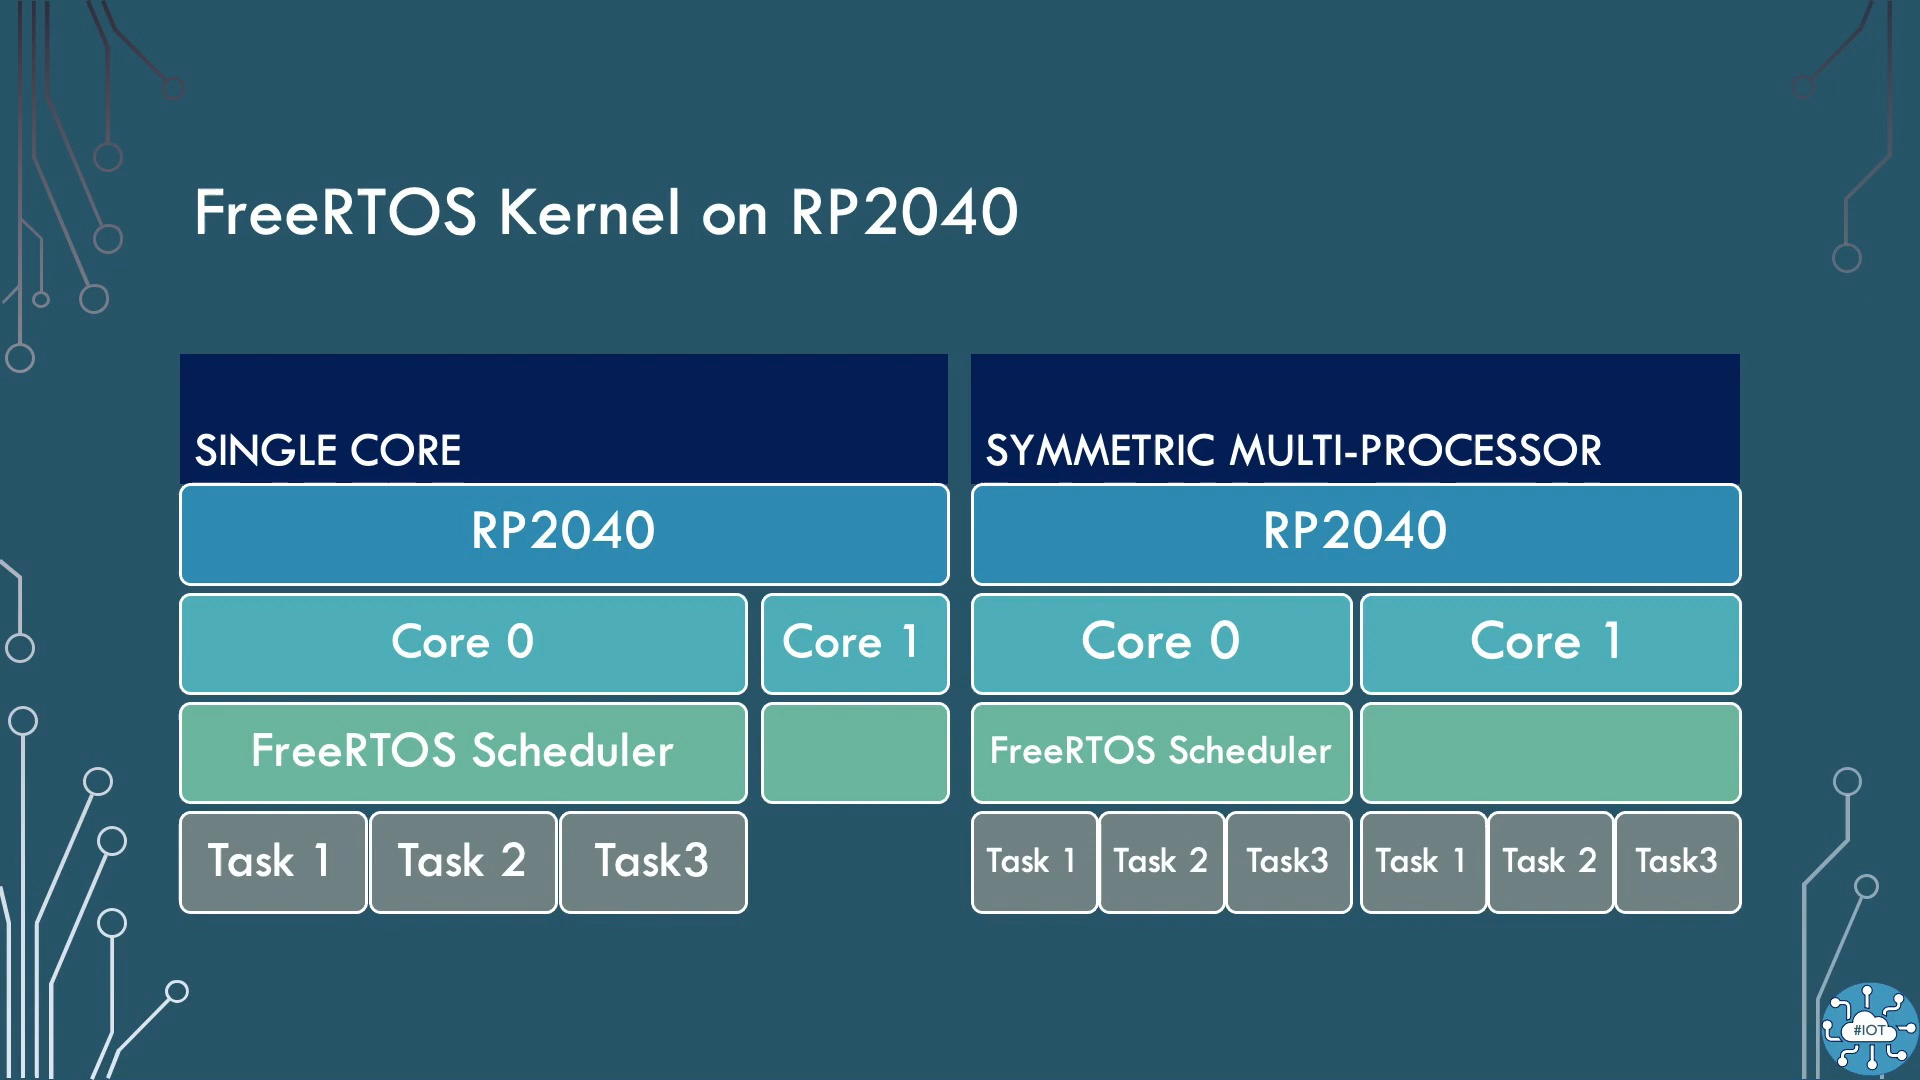 FreeRTOS Kernel on RP2040
SINGLE CORE
RP2040
Core 0
Core 1
FreeRTOS Scheduler
Task 1
Task 2
Task3
SYMMETRIC MULTI-PROCESSOR
RP2040
Core 0
Core 1
FreeRTOS Scheduler
Task 1
Task 2
Task3
Task 1
Task 2
Task3
#IOT